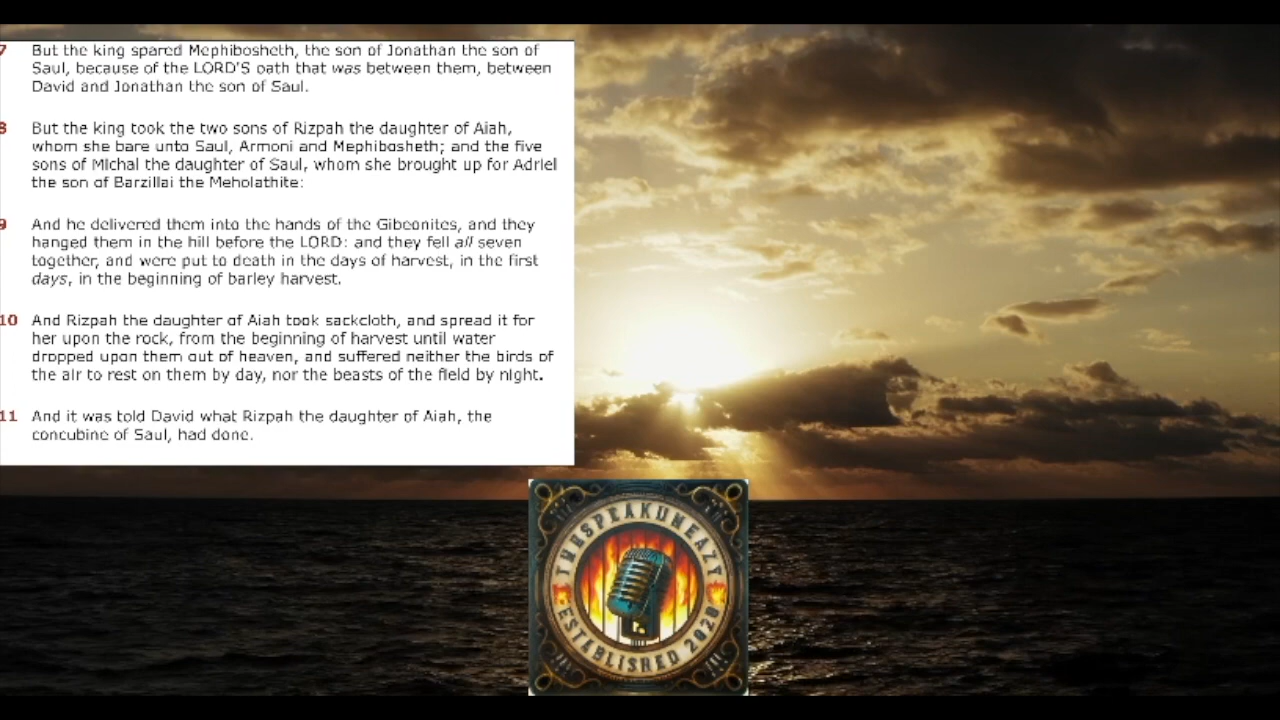 7 But the king spared Mephibosheth, the son of Jonathan the son of
Saul, because of the LORD'S oath that was between them, between
David and Jonathan the son of Saul.
8 But the king took the two sons of Rizpah the daughter of Aiah,
whom she bare unto Saul, Armoni and Mephibosheth; and the five
sons of Michal the daughter of Saul, whom she brought up for Adriel
the son of Barzillai the Meholathite:
9 And he delivered them into the hands of the Gibeonites, and they
hanged them in the hill before the LORD: and they fell all seven
together, and were put to death in the days of harvest, in the first
days, in the beginning of barley harvest.
10 And Rizpah the daughter of Aiah took sackcloth, and spread it for
her upon the rock, from the beginning of harvest until water
dropped upon them out of heaven, and suffered neither the birds of
the air to rest on them by day, nor the beasts of the field by night.
11 And it was told David what Rizpah the daughter of Aiah, the
concubine of Saul, had done.
THESPEAKUNEAZY
ESTABLISHED 2020